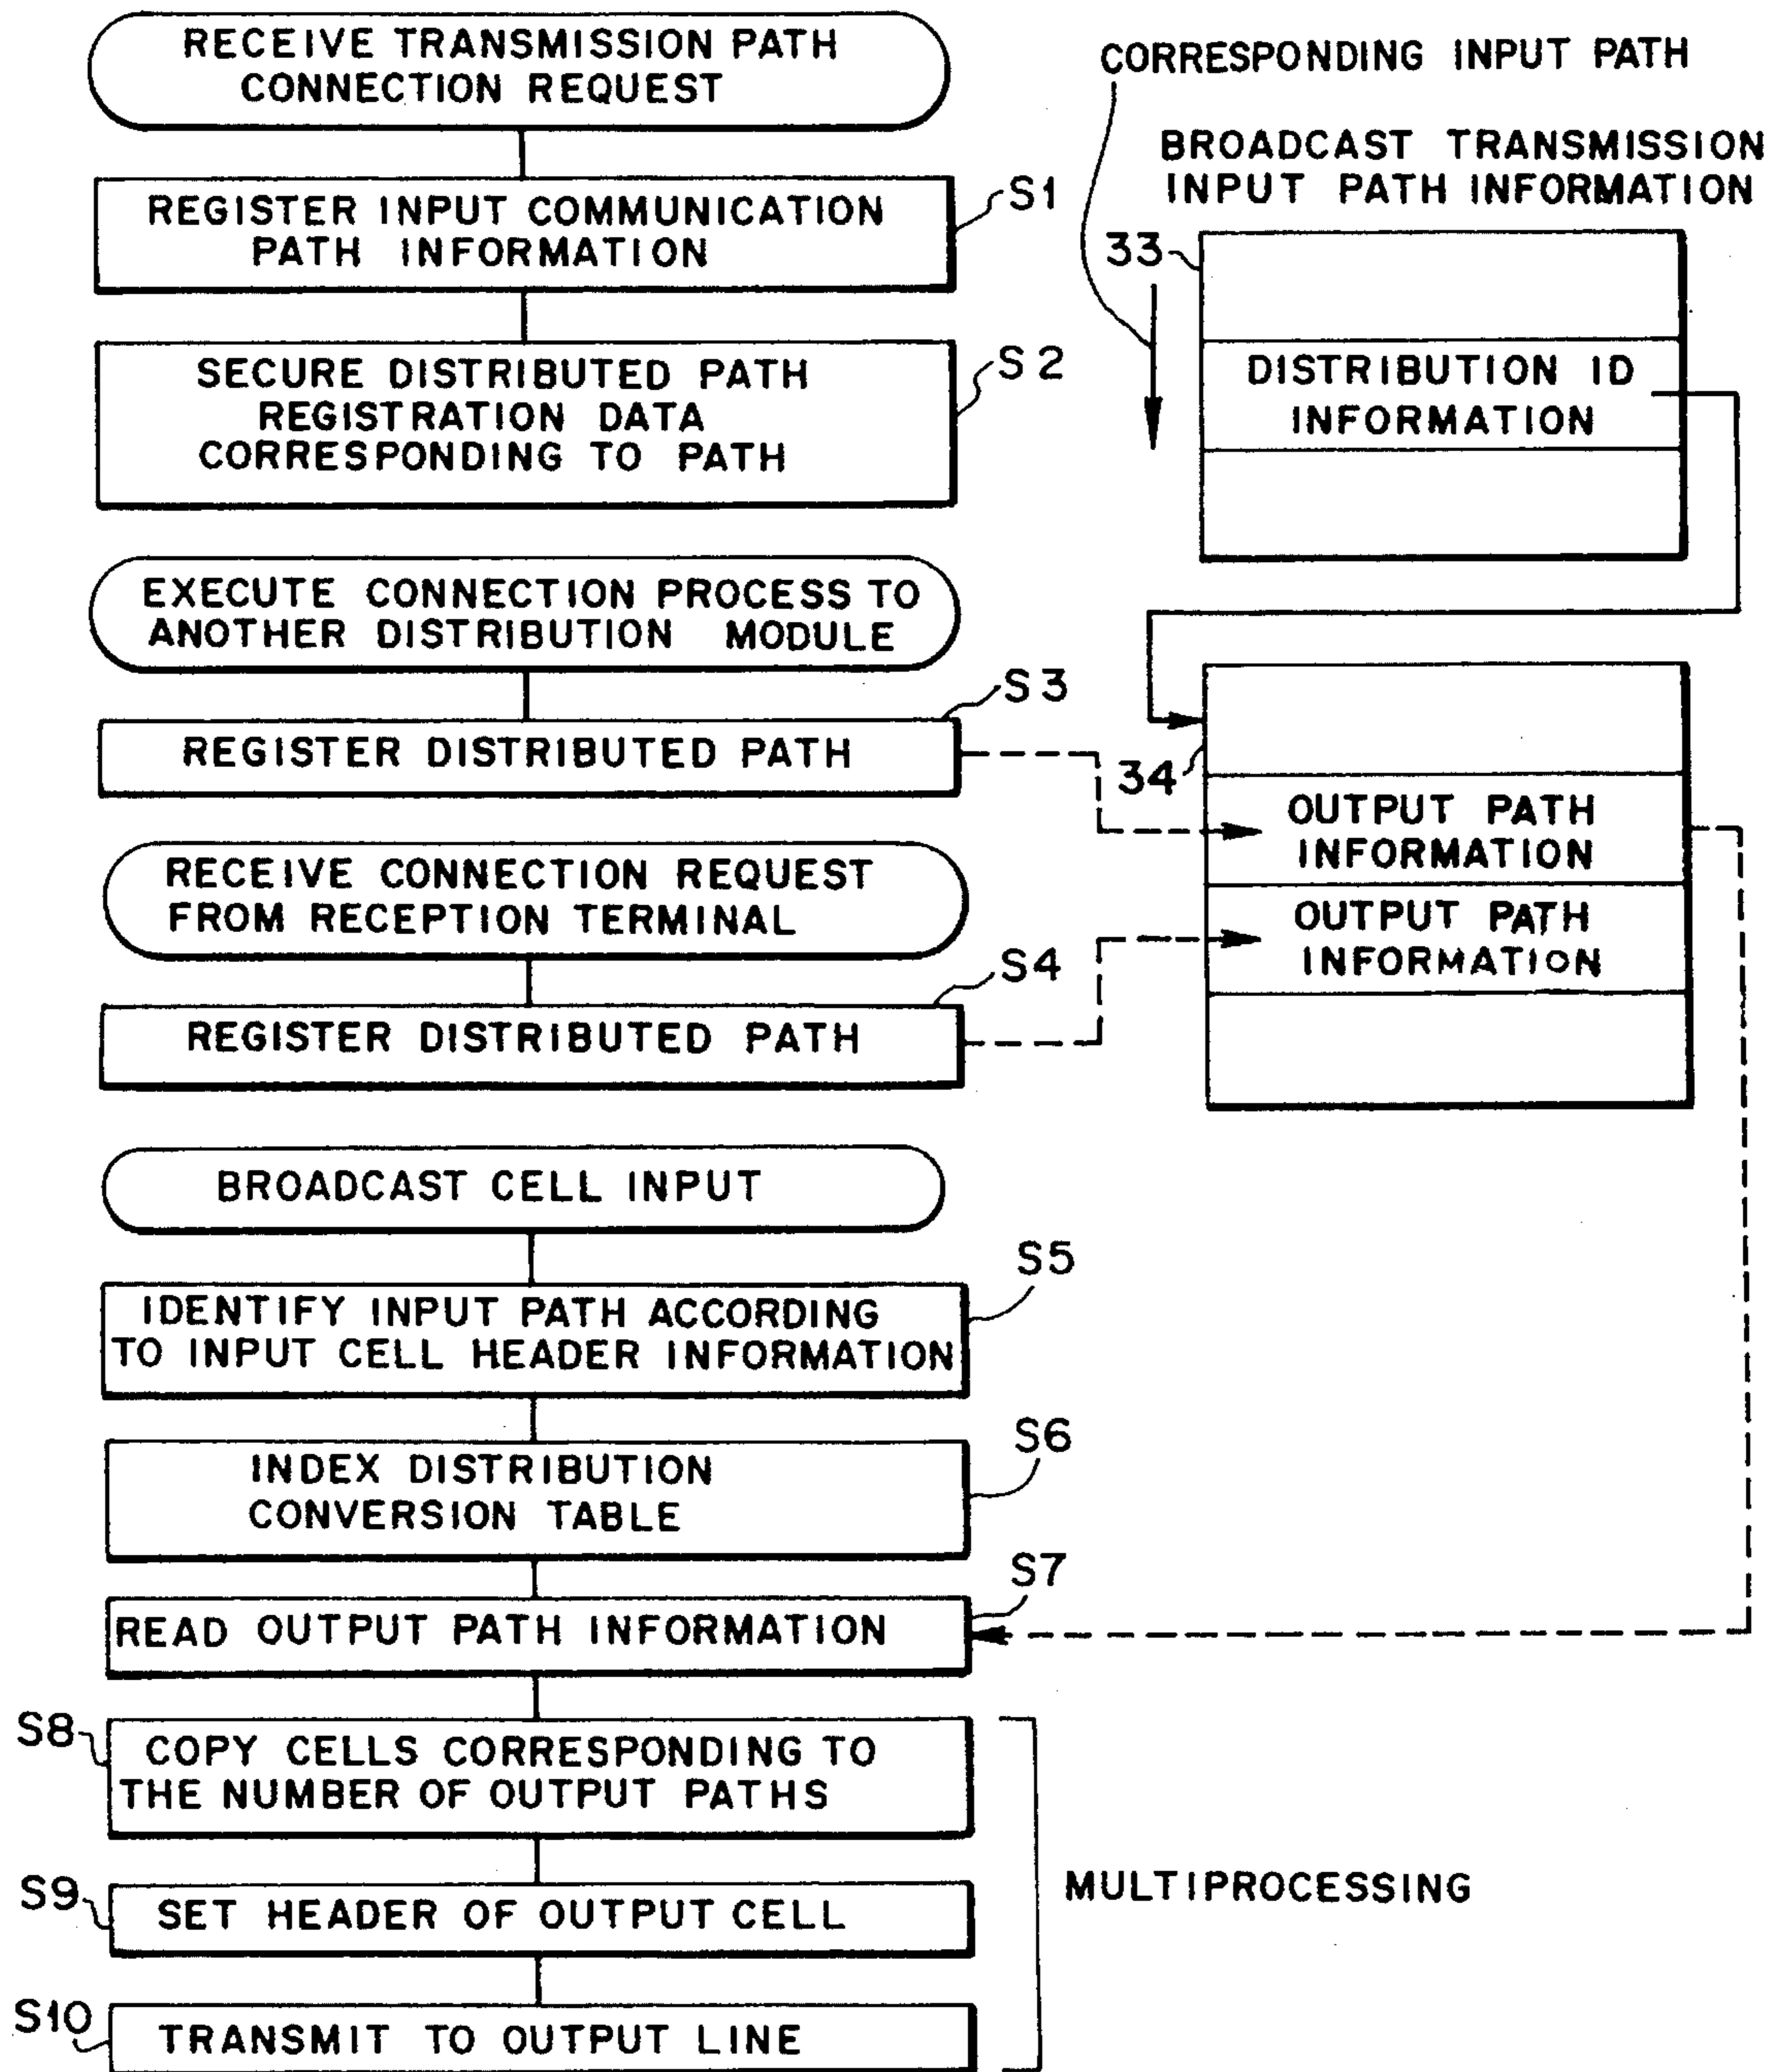 RECEIVE TRANSMISSION PATH
CONNECTION REQUEST
REGISTER INPUT COMMUNICATION
PATH INFORMATION
S1
SECURE DISTRIBUTED PATH
REGISTRATION DATA
CORRESPONDING TO PATH
S2
CORRESPONDING INPUT PATH
BROADCAST TRANSMISSION
INPUT PATH INFORMATION
33
DISTRIBUTION ID
INFORMATION
EXECUTE CONNECTION PROCESS TO
ANOTHER DISTRIBUTION MODULE
S3
REGISTER DISTRIBUTED PATH
34
OUTPUT PATH
INFORMATION
OUTPUT PATH
INFORMATION
RECEIVE CONNECTION REQUEST
FROM RECEPTION TERMINAL
S4
REGISTER DISTRIBUTED PATH
BROADCAST CELL INPUT
S5
IDENTIFY INPUT PATH ACCORDING
TO INPUT CELL HEADER INFORMATION
S6
INDEX DISTRIBUTION
CONVERSION TABLE
S7
READ OUTPUT PATH INFORMATION
S8
COPY CELLS CORRESPONDING TO
THE NUMBER OF OUTPUT PATHS
MULTIPROCESSING
S9
SET HEADER OF OUTPUT CELL
S10
TRANSMIT TO OUTPUT LINE